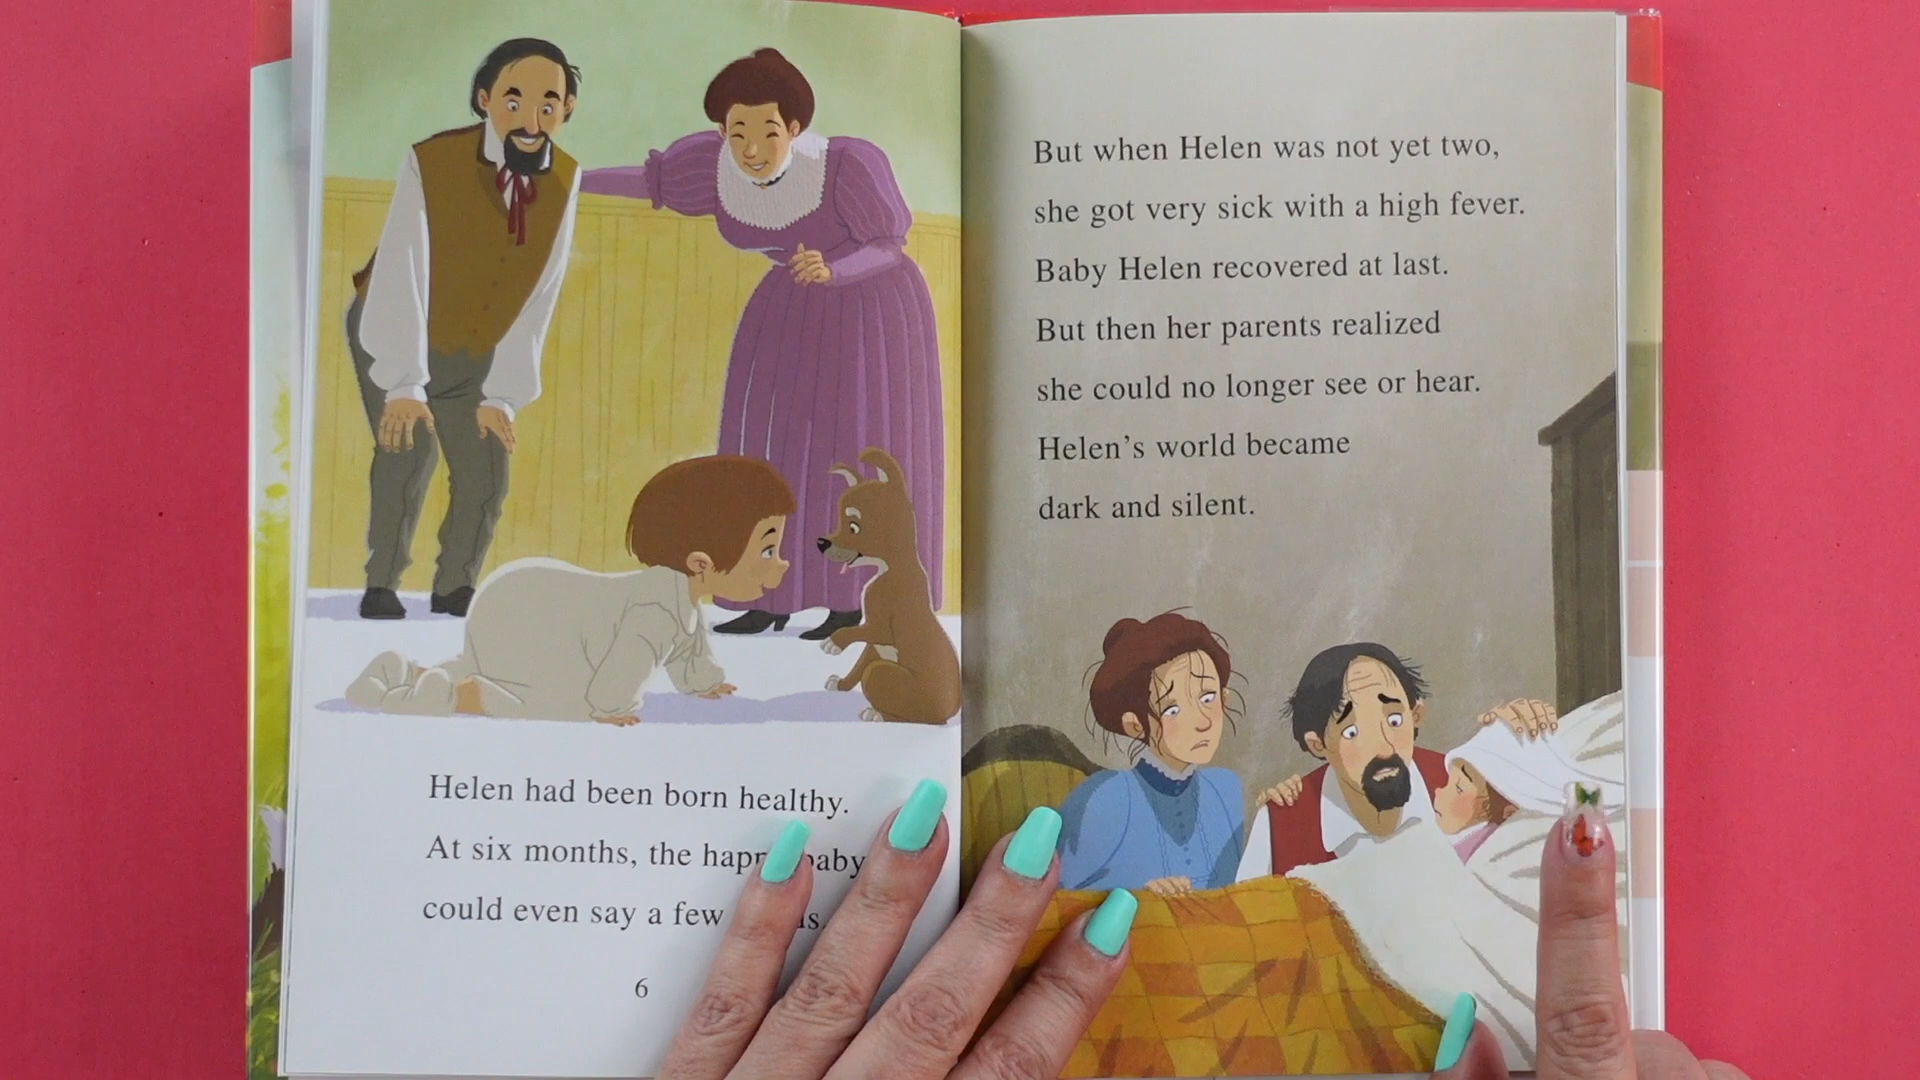 Helen had been born healthy.
At six months, the baby
could even say a few
6
But when Helen was not yet two,
she got very sick with a high fever.
Baby Helen recovered at last.
But then her parents realized
she could no longer see or hear.
Helen's world became
dark and silent.